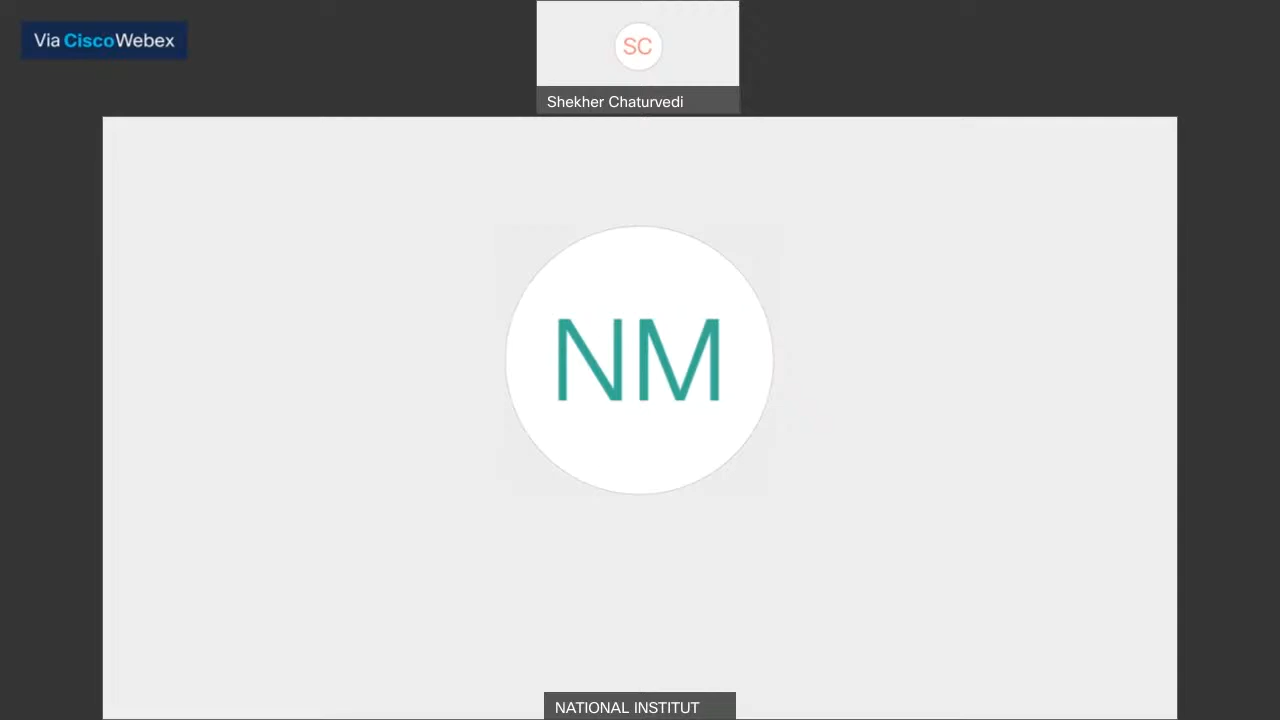 Via CiscoWebex
SC
Shekher Chaturvedi
NM
NATIONAL INSTITUT